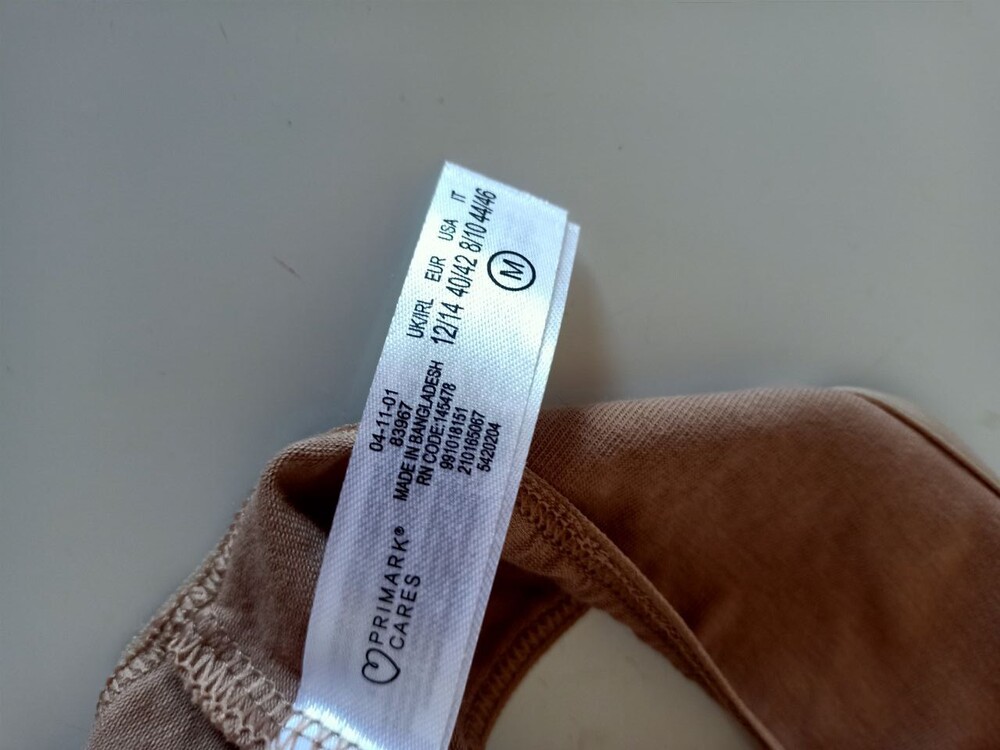 UK/IRL EUR USA IT
12/14 40/42 8/10 44/46
M
04-11-01
83967
MADE IN BANGLADESH
RN CODE:145478
991018151
210165067
5420204
PRIMARK®
CARES